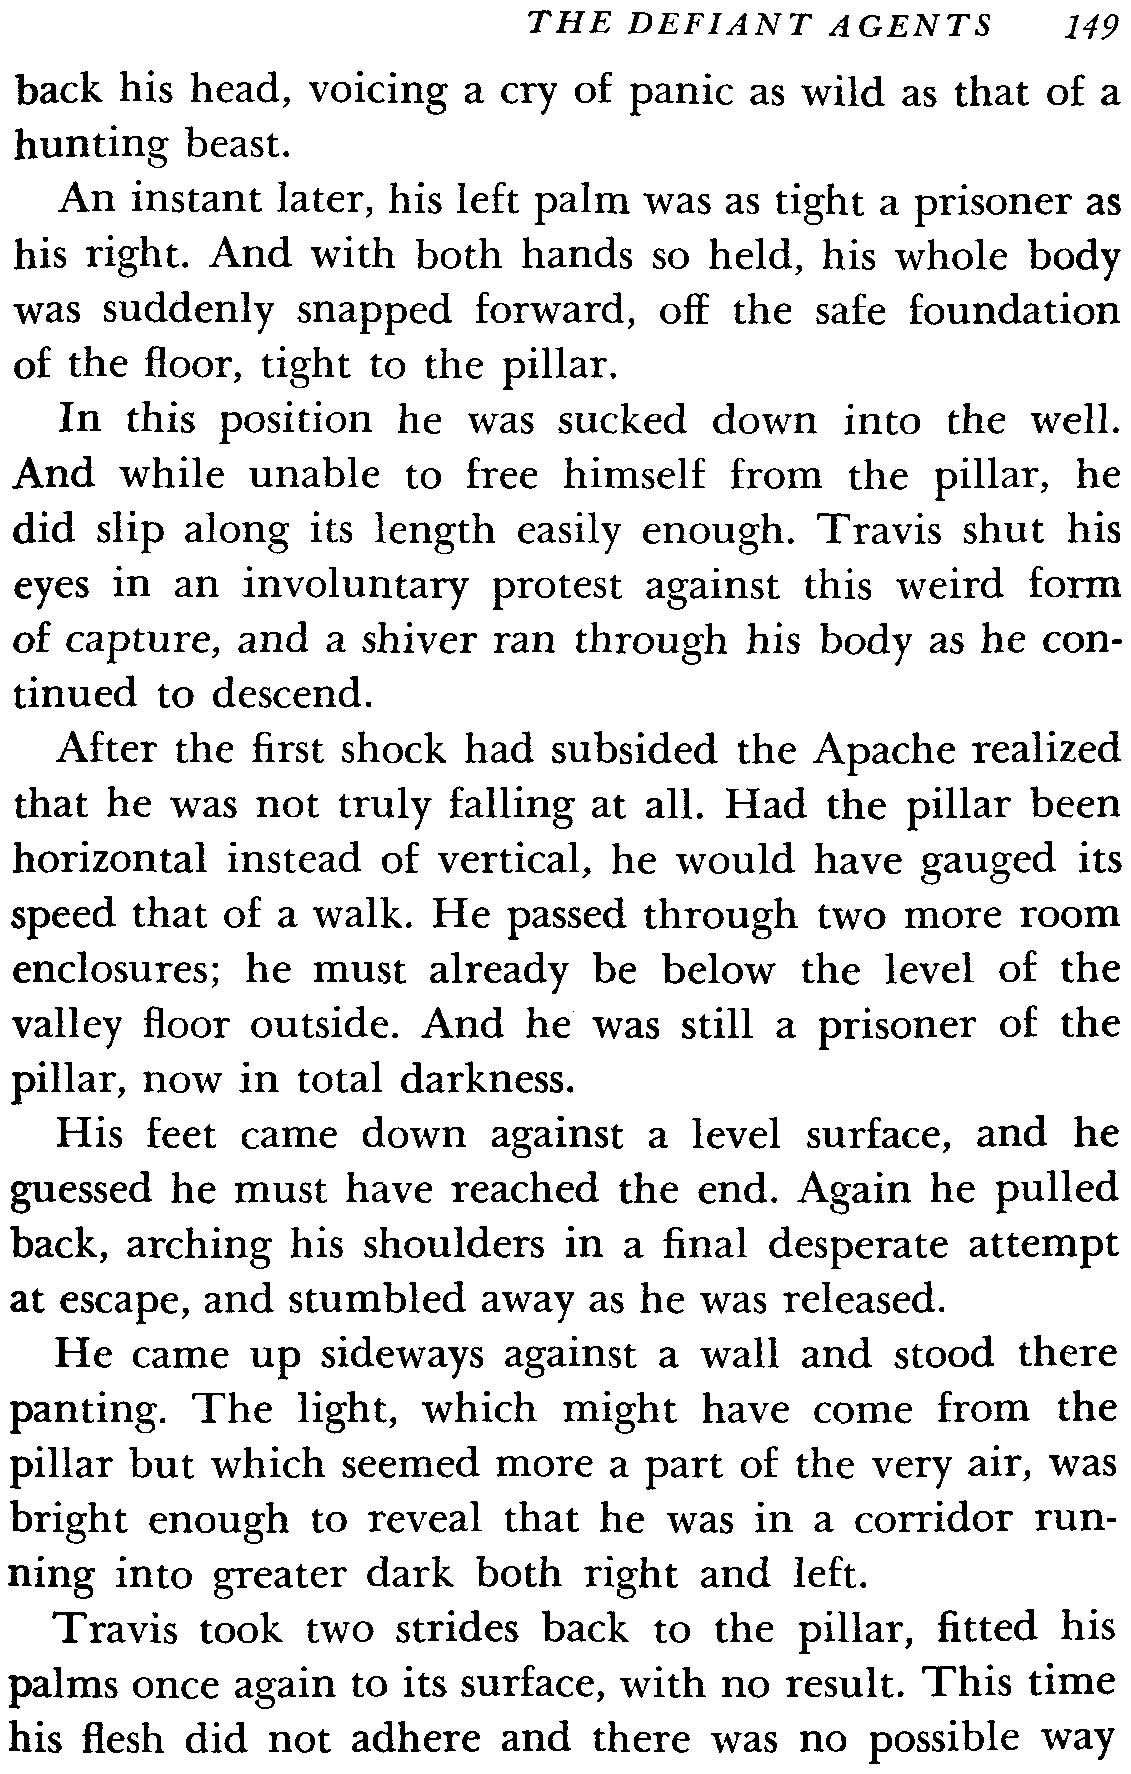 THE DEFIANT AGENTS 149
back his head, voicing a cry of panic as wild as that of a
hunting beast.
An instant later, his left palm was as tight a prisoner as
his right. And with both hands so held, his whole body
was suddenly snapped forward, off the safe foundation
of the floor, tight to the pillar.
In this position he was sucked down into the well.
And while unable to free himself from the pillar, he
did slip along its length easily enough. Travis shut his
eyes in an involuntary protest against this weird form
of capture, and a shiver ran through his body as he con-
tinued to descend.
After the first shock had subsided the Apache realized
that he was not truly falling at all. Had the pillar been
horizontal instead of vertical, he would have gauged its
speed that of a walk. He passed through two more room
enclosures; he must already be below the level of the
valley floor outside. And he was still a prisoner of the
pillar, now in total darkness.
His feet came down against a level surface, and he
guessed he must have reached the end. Again he pulled
back, arching his shoulders in a final desperate attempt
at escape, and stumbled away as he was released.
He came up sideways against a wall and stood there
panting. The light, which might have come from the
pillar but which seemed more a part of the very air, was
bright enough to reveal that he was in a corridor run-
ning into greater dark both right and left.
Travis took two strides back to the pillar, fitted his
palms once again to its surface, with no result. This time
his flesh did not adhere and there was no possible way